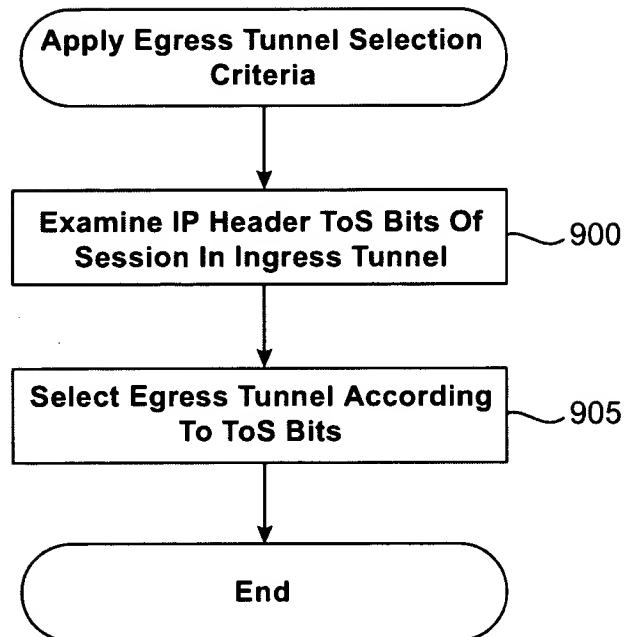 Apply Egress Tunnel Selection
Criteria
Examine IP Header ToS Bits Of
Session In Ingress Tunnel
900
Select Egress Tunnel According
To ToS Bits
905
End